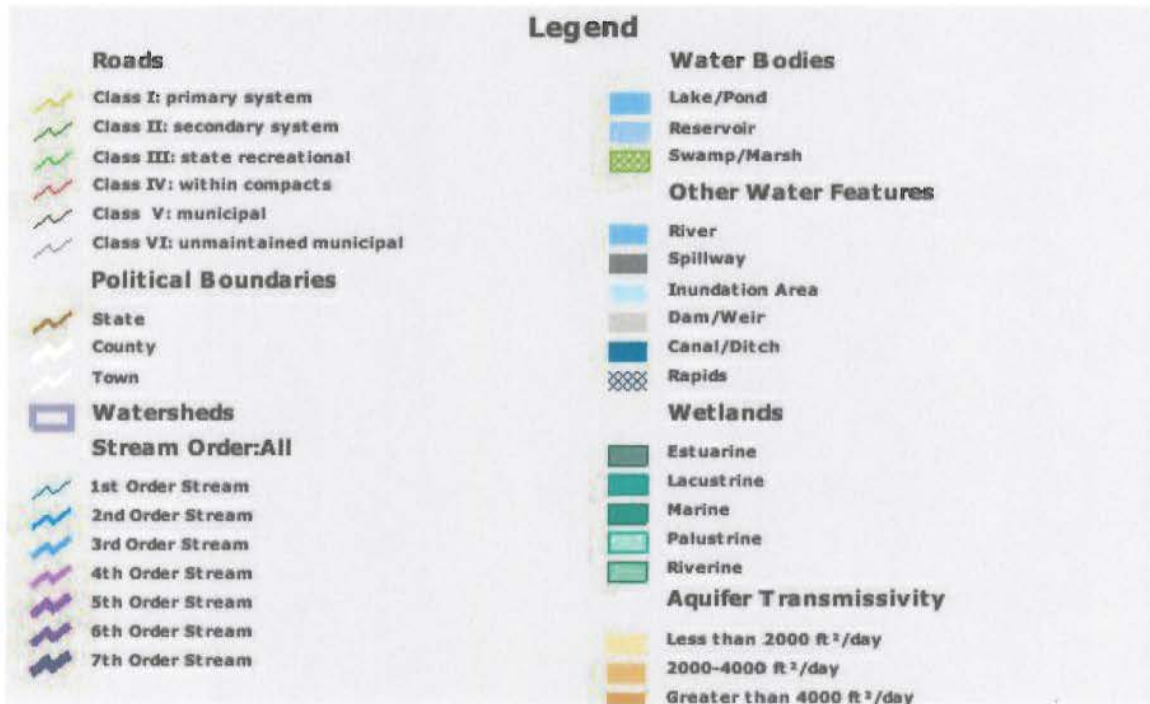 Legend
Roads
Class I: primary system
Class II: secondary system
Class III: state recreational
Class IV: within compacts
Class V: municipal
Class VI: unmaintained municipal
Political Boundaries
State
County
Town
Watersheds
Stream Order:All
1st Order Stream
2nd Order Stream
3rd Order Stream
4th Order Stream
5th Order Stream
6th Order Stream
7th Order Stream
Water Bodies
Lake/Pond
Reservoir
Swamp/Marsh
Other Water Features
River
Spillway
Inundation Area
Dam/Weir
Canal/Ditch
Rapids
Wetlands
Estuarine
Lacustrine
Marine
Palustrine
Riverine
Aquifer Transmissivity
Less than 2000 ft²/day
2000-4000 ft²/day
Greater than 4000 ft²/day